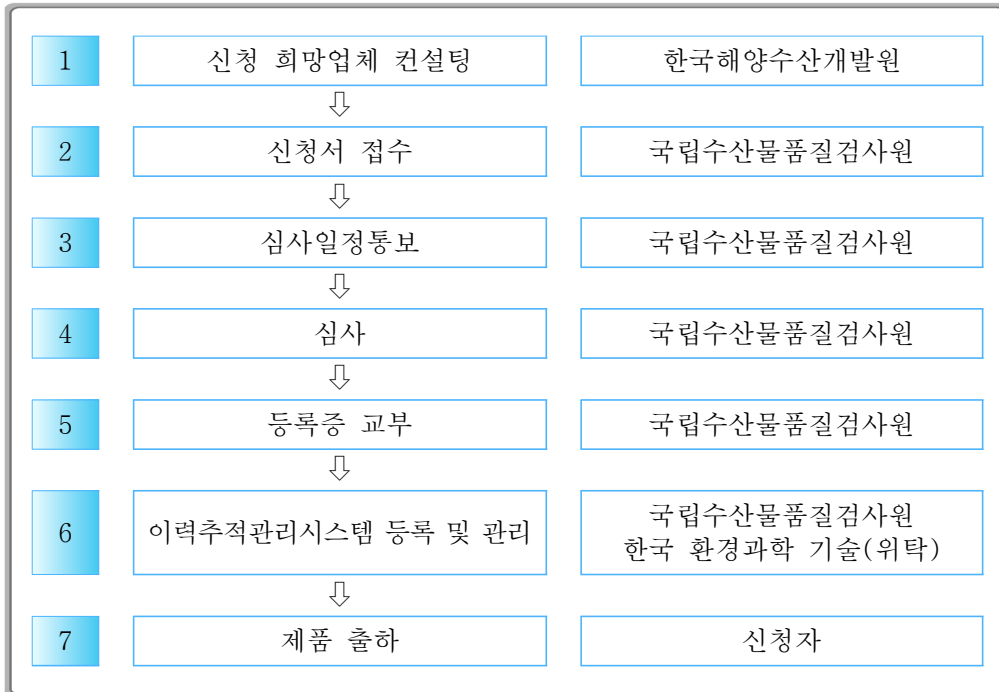 1 신청 희망업체 컨설팅 한국해양수산개발원
2 신청서 접수 국립수산물품질검사원
3 심사일정통보 국립수산물품질검사원
4 심사 국립수산물품질검사원
5 등록증 교부 국립수산물품질검사원
6 이력추적관리시스템 등록 및 관리 국립수산물품질검사원
한국 환경과학 기술(위탁)
7 제품 출하 신청자